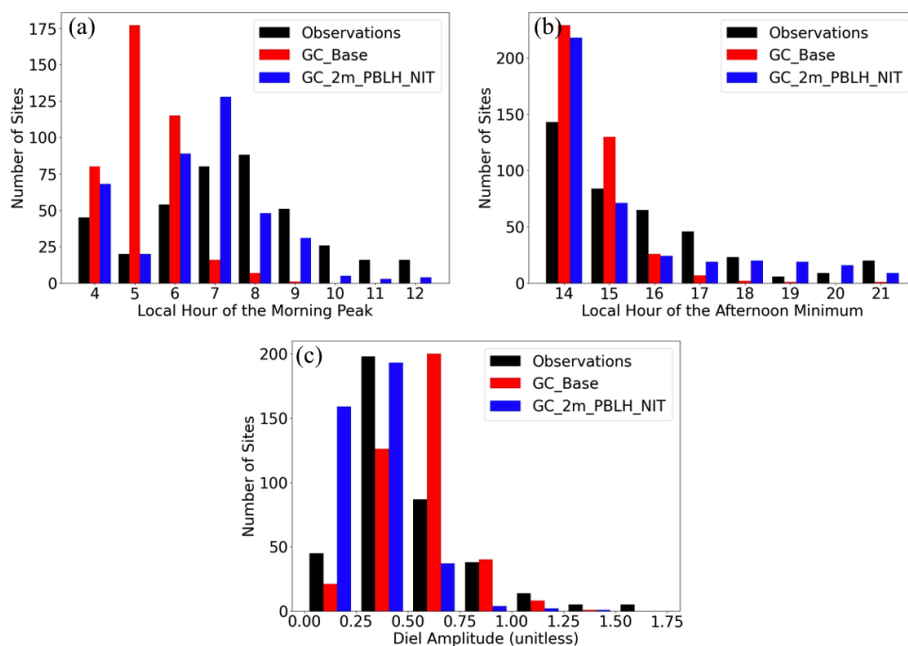 (a)
Observations
GC_Base
GC_2m_PBLH_NIT
Number of Sites
175
150
125
100
75
50
25
0
4 5 6 7 8 9 10 11 12
Local Hour of the Morning Peak
(b)
Observations
GC_Base
GC_2m_PBLH_NIT
Number of Sites
200
150
100
50
0
14 15 16 17 18 19 20 21
Local Hour of the Afternoon Minimum
(c)
Observations
GC_Base
GC_2m_PBLH_NIT
Number of Sites
200
150
100
50
0
0.00 0.25 0.50 0.75 1.00 1.25 1.50 1.75
Diel Amplitude (unitless)